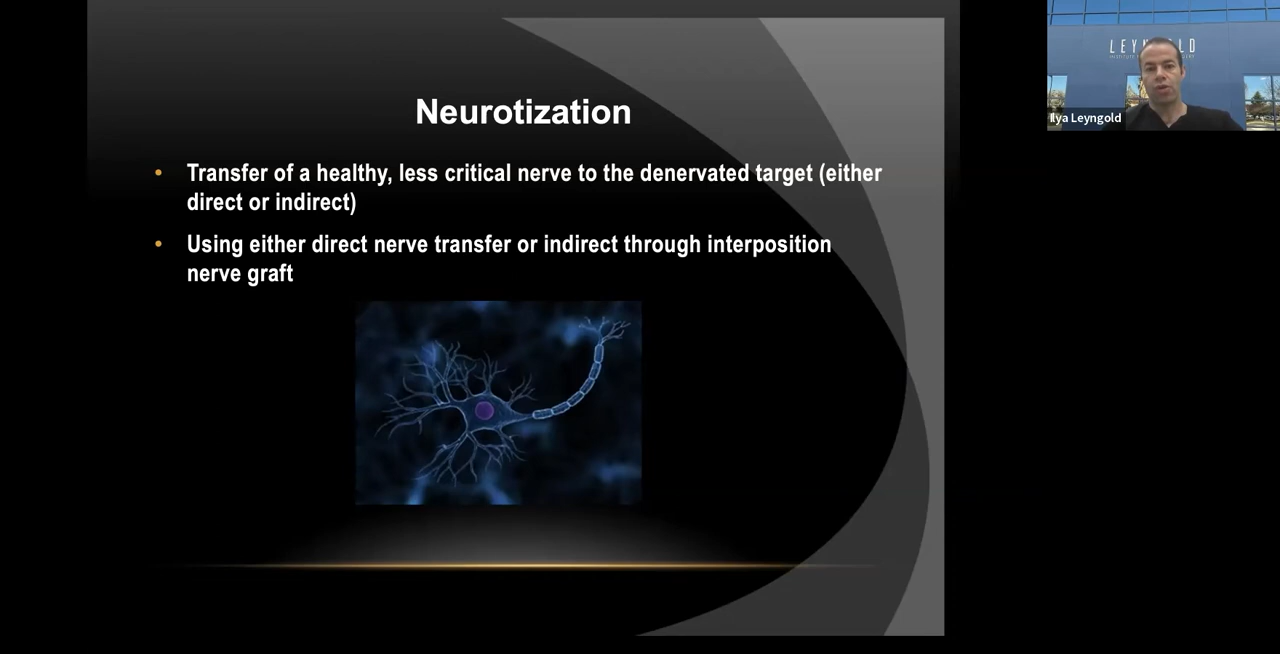 Neurotization
• Transfer of a healthy, less critical nerve to the denervated target (either
direct or indirect)
• Using either direct nerve transfer or indirect through interposition
nerve graft
Ilya Leyngold